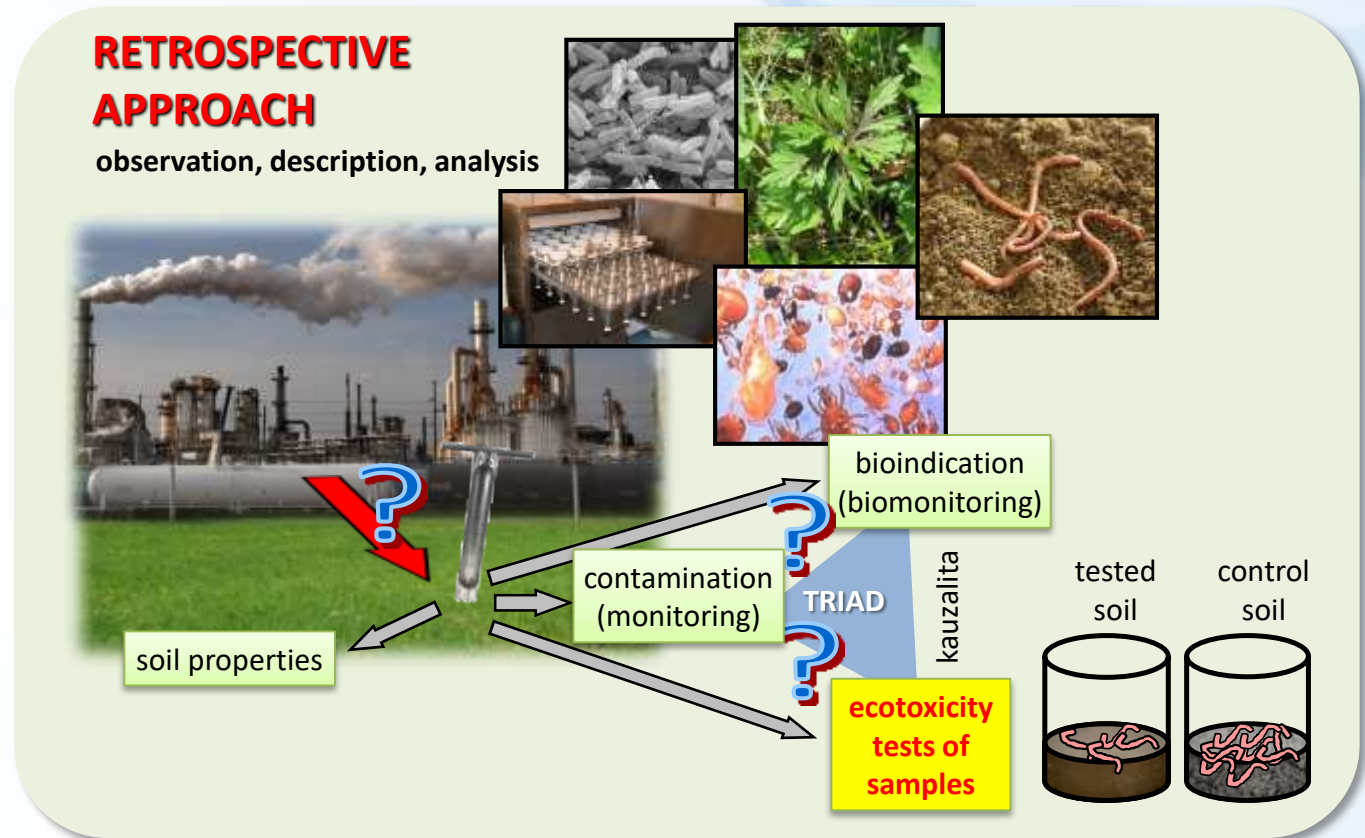 RETROSPECTIVE
APPROACH
observation, description, analysis
?
bioindication
(biomonitoring)
?
contamination
(monitoring)
TRIAD
kauzalita
tested
soil
control
soil
soil properties
?
ecotoxicity
tests of
samples